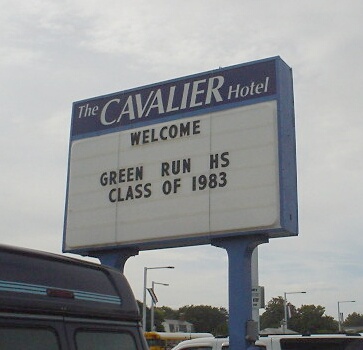 The CAVALIER Hotel
WELCOME
GREEN RUN HS
CLASS OF 1983